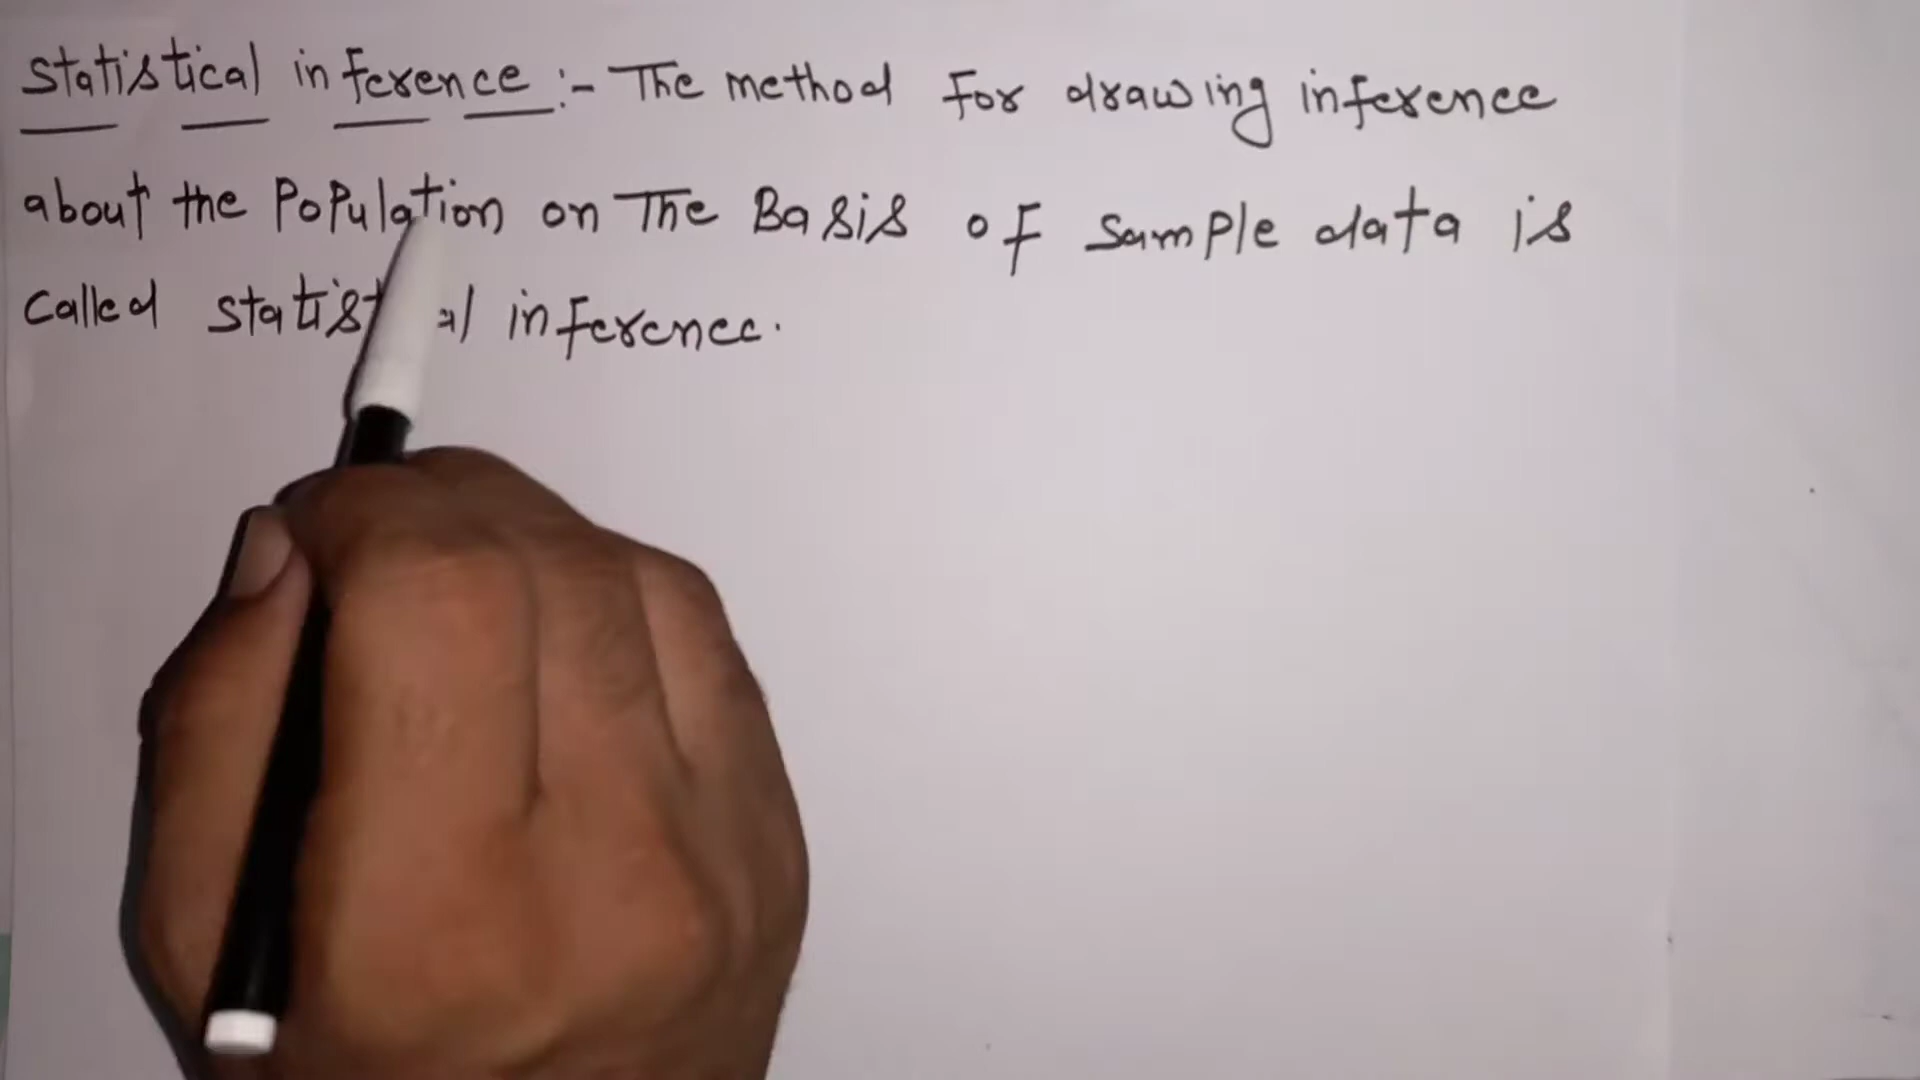 Statistical inference :- The method For drawing inference
about the Population on The Basis of sample data is
called statistical inference.